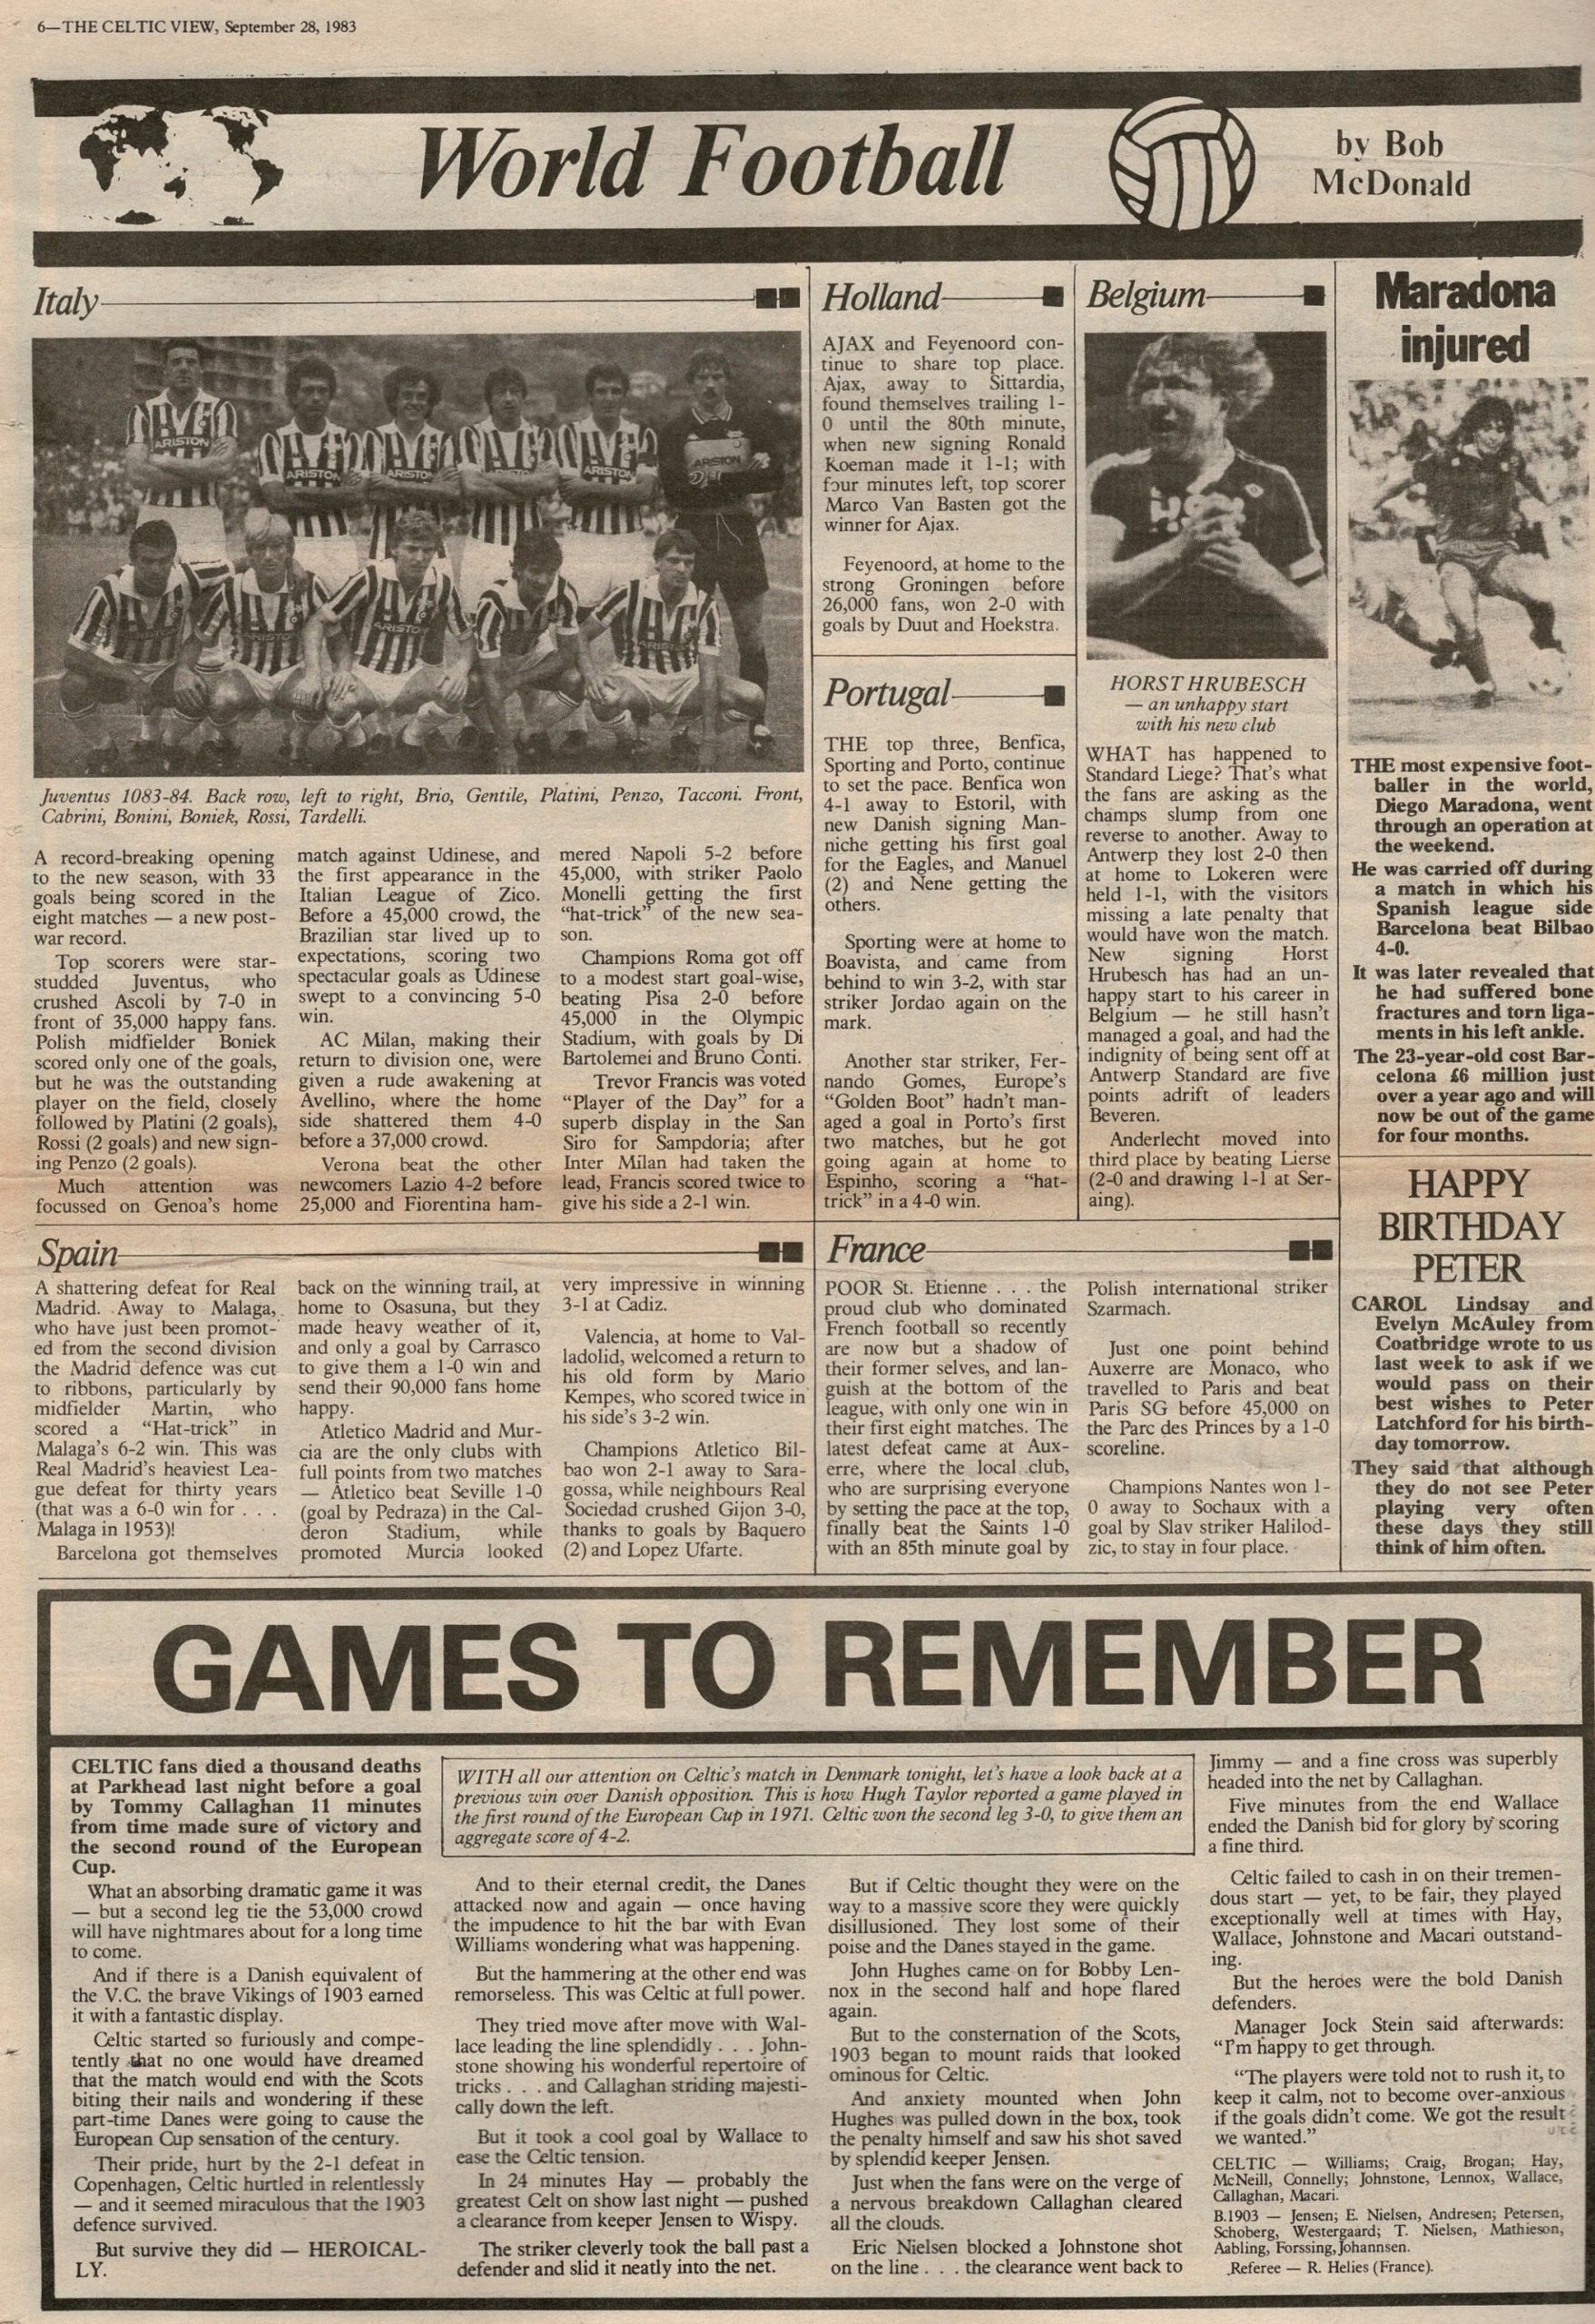 6—THE CELTIC VIEW, September 28, 1983
World Football
by Bob
McDonald
Italy
ARISTON
ARISTON
ARISTON
ARISTON
ARISTON
Juventus 1083-84. Back row, left to right, Brio, Gentile, Platini, Penzo, Tacconi. Front,
Cabrini, Bonini, Boniek, Rossi, Tardelli.
A record-breaking opening
to the new season, with 33
goals being scored in the
eight matches — a new post-
war record.
Top scorers were star-
studded Juventus, who
crushed Ascoli by 7-0 in
front of 35,000 happy fans.
Polish midfielder Boniek
scored only one of the goals,
but he was the outstanding
player on the field, closely
followed by Platini (2 goals),
Rossi (2 goals) and new sign-
ing Penzo (2 goals).
Much attention was
focussed on Genoa's home
match against Udinese, and
the first appearance in the
Italian League of Zico.
Before a 45,000 crowd, the
Brazilian star lived up to
expectations, scoring two
spectacular goals as Udinese
swept to a convincing 5-0
win.
AC Milan, making their
return to division one, were
given a rude awakening at
Avellino, where the home
side shattered them 4-0
before a 37,000 crowd.
Verona beat the other
newcomers Lazio 4-2 before
25,000 and Fiorentina ham-
mered Napoli 5-2 before
45,000, with striker Paolo
Monelli getting the first
"hat-trick" of the new sea-
son.
Champions Roma got off
to a modest start goal-wise,
beating Pisa 2-0 before
45,000 in the Olympic
Stadium, with goals by Di
Bartolemei and Bruno Conti.
Trevor Francis was voted
"Player of the Day" for a
superb display in the San
Siro for Sampdoria; after
Inter Milan had taken the
lead, Francis scored twice to
give his side a 2-1 win.
Holland
AJAX and Feyenoord con-
tinue to share top place.
Ajax, away to Sittardia,
found themselves trailing 1-
0 until the 80th minute,
when new signing Ronald
Koeman made it 1-1; with
four minutes left, top scorer
Marco Van Basten got the
winner for Ajax.
Feyenoord, at home to the
strong Groningen before
26,000 fans, won 2-0 with
goals by Duut and Hoekstra.
Portugal
THE top three, Benfica,
Sporting and Porto, continue
to set the pace. Benfica won
4-1 away to Estoril, with
new Danish signing Man-
niche getting his first goal
for the Eagles, and Manuel
(2) and Nene getting the
others.
Sporting were at home to
Boavista, and came from
behind to win 3-2, with star
striker Jordao again on the
mark.
Another star striker, Fer-
nando Gomes, Europe's
"Golden Boot" hadn't man-
aged a goal in Porto's first
two matches, but he got
going again at home to
Espinho, scoring a "hat-
trick" in a 4-0 win.
Belgium
HORST HRUBESCH
— an unhappy start
with his new club
WHAT has happened to
Standard Liege? That's what
the fans are asking as the
champs slump from one
reverse to another. Away to
Antwerp they lost 2-0 then
at home to Lokeren were
held 1-1, with the visitors
missing a late penalty that
would have won the match.
New signing Horst
Hrubesch has had an un-
happy start to his career in
Belgium — he still hasn't
managed a goal, and had the
indignity of being sent off at
Antwerp Standard are five
points adrift of leaders
Beveren.
Anderlecht moved into
third place by beating Lierse
(2-0 and drawing 1-1 at Ser-
aing).
Maradona
injured
THE most expensive foot-
baller in the world,
Diego Maradona, went
through an operation at
the weekend.
He was carried off during
a match in which his
Spanish league side
Barcelona beat Bilbao
4-0.
It was later revealed that
he had suffered bone
fractures and torn liga-
ments in his left ankle.
The 23-year-old cost Bar-
celona £6 million just
over a year ago and will
now be out of the game
for four months.
HAPPY
BIRTHDAY
PETER
CAROL Lindsay and
Evelyn McAuley from
Coatbridge wrote to us
last week to ask if we
would pass on their
best wishes to Peter
Latchford for his birth-
day tomorrow.
They said that although
they do not see Peter
playing very often
these days they still
think of him often.
Spain
A shattering defeat for Real
Madrid. Away to Malaga,
who have just been promot-
ed from the second division
the Madrid defence was cut
to ribbons, particularly by
midfielder Martin, who
scored a "Hat-trick" in
Malaga's 6-2 win. This was
Real Madrid's heaviest Lea-
gue defeat for thirty years
(that was a 6-0 win for . . .
Malaga in 1953)!
Barcelona got themselves
back on the winning trail, at
home to Osasuna, but they
made heavy weather of it,
and only a goal by Carrasco
to give them a 1-0 win and
send their 90,000 fans home
happy.
Atletico Madrid and Mur-
cia are the only clubs with
full points from two matches
— Atletico beat Seville 1-0
(goal by Pedraza) in the Cal-
deron Stadium, while
promoted Murcia looked
very impressive in winning
3-1 at Cadiz.
Valencia, at home to Val-
ladolid, welcomed a return to
his old form by Mario
Kempes, who scored twice in
his side's 3-2 win.
Champions Atletico Bil-
bao won 2-1 away to Sara-
gossa, while neighbours Real
Sociedad crushed Gijon 3-0,
thanks to goals by Baquero
(2) and Lopez Ufarte.
France
POOR St. Etienne . . . the
proud club who dominated
French football so recently
are now but a shadow of
their former selves, and lan-
guish at the bottom of the
league, with only one win in
their first eight matches. The
latest defeat came at Aux-
erre, where the local club,
who are surprising everyone
by setting the pace at the top,
finally beat the Saints 1-0
with an 85th minute goal by
Polish international striker
Szarmach.
Just one point behind
Auxerre are Monaco, who
travelled to Paris and beat
Paris SG before 45,000 on
the Parc des Princes by a 1-0
scoreline.
Champions Nantes won 1-
0 away to Sochaux with a
goal by Slav striker Halilod-
zic, to stay in four place.
GAMES TO REMEMBER
CELTIC fans died a thousand deaths
at Parkhead last night before a goal
by Tommy Callaghan 11 minutes
from time made sure of victory and
the second round of the European
Cup.
What an absorbing dramatic game it was
— but a second leg tie the 53,000 crowd
will have nightmares about for a long time
to come.
And if there is a Danish equivalent of
the V.C. the brave Vikings of 1903 earned
it with a fantastic display.
Celtic started so furiously and compe-
tently that no one would have dreamed
that the match would end with the Scots
biting their nails and wondering if these
part-time Danes were going to cause the
European Cup sensation of the century.
Their pride, hurt by the 2-1 defeat in
Copenhagen, Celtic hurtled in relentlessly
— and it seemed miraculous that the 1903
defence survived.
But survive they did — HEROICAL-
LY.
WITH all our attention on Celtic's match in Denmark tonight, let's have a look back at a
previous win over Danish opposition. This is how Hugh Taylor reported a game played in
the first round of the European Cup in 1971. Celtic won the second leg 3-0, to give them an
aggregate score of 4-2.
And to their eternal credit, the Danes
attacked now and again — once having
the impudence to hit the bar with Evan
Williams wondering what was happening.
But the hammering at the other end was
remorseless. This was Celtic at full power.
They tried move after move with Wal-
lace leading the line splendidly . . . John-
stone showing his wonderful repertoire of
tricks . . . and Callaghan striding majesti-
cally down the left.
But it took a cool goal by Wallace to
ease the Celtic tension.
In 24 minutes Hay — probably the
greatest Celt on show last night — pushed
a clearance from keeper Jensen to Wispy.
The striker cleverly took the ball past a
defender and slid it neatly into the net.
But if Celtic thought they were on the
way to a massive score they were quickly
disillusioned. They lost some of their
poise and the Danes stayed in the game.
John Hughes came on for Bobby Len-
nox in the second half and hope flared
again.
But to the consternation of the Scots,
1903 began to mount raids that looked
ominous for Celtic.
And anxiety mounted when John
Hughes was pulled down in the box, took
the penalty himself and saw his shot saved
by splendid keeper Jensen.
Just when the fans were on the verge of
a nervous breakdown Callaghan cleared
all the clouds.
Eric Nielsen blocked a Johnstone shot
on the line . . . the clearance went back to
Jimmy — and a fine cross was superbly
headed into the net by Callaghan.
Five minutes from the end Wallace
ended the Danish bid for glory by scoring
a fine third.
Celtic failed to cash in on their tremen-
dous start — yet, to be fair, they played
exceptionally well at times with Hay,
Wallace, Johnstone and Macari outstand-
ing.
But the heroes were the bold Danish
defenders.
Manager Jock Stein said afterwards:
"I'm happy to get through.
"The players were told not to rush it, to
keep it calm, not to become over-anxious
if the goals didn't come. We got the result
we wanted."
CELTIC — Williams; Craig, Brogan; Hay,
McNeill, Connelly; Johnstone, Lennox, Wallace,
Callaghan, Macari.
B.1903 — Jensen; E. Nielsen, Andresen; Petersen,
Schoberg, Westergaard; T. Nielsen, Mathieson,
Aabling, Forssing, Johannsen.
Referee — R. Helies (France).